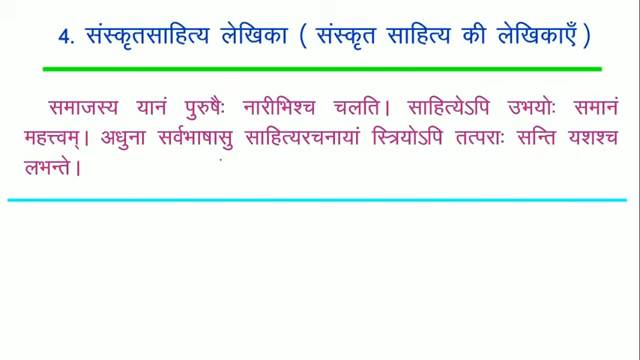 4. संस्कृतसाहित्य लेखिका ( संस्कृत साहित्य की लेखिकाएँ )
समाजस्य यानं पुरुषैः नारीभिश्च चलति। साहित्येऽपि उभयोः समानं
महत्त्वम्। अधुना सर्वभाषासु साहित्यरचनायां स्त्रियोऽपि तत्पराः सन्ति यशश्च
लभन्ते।